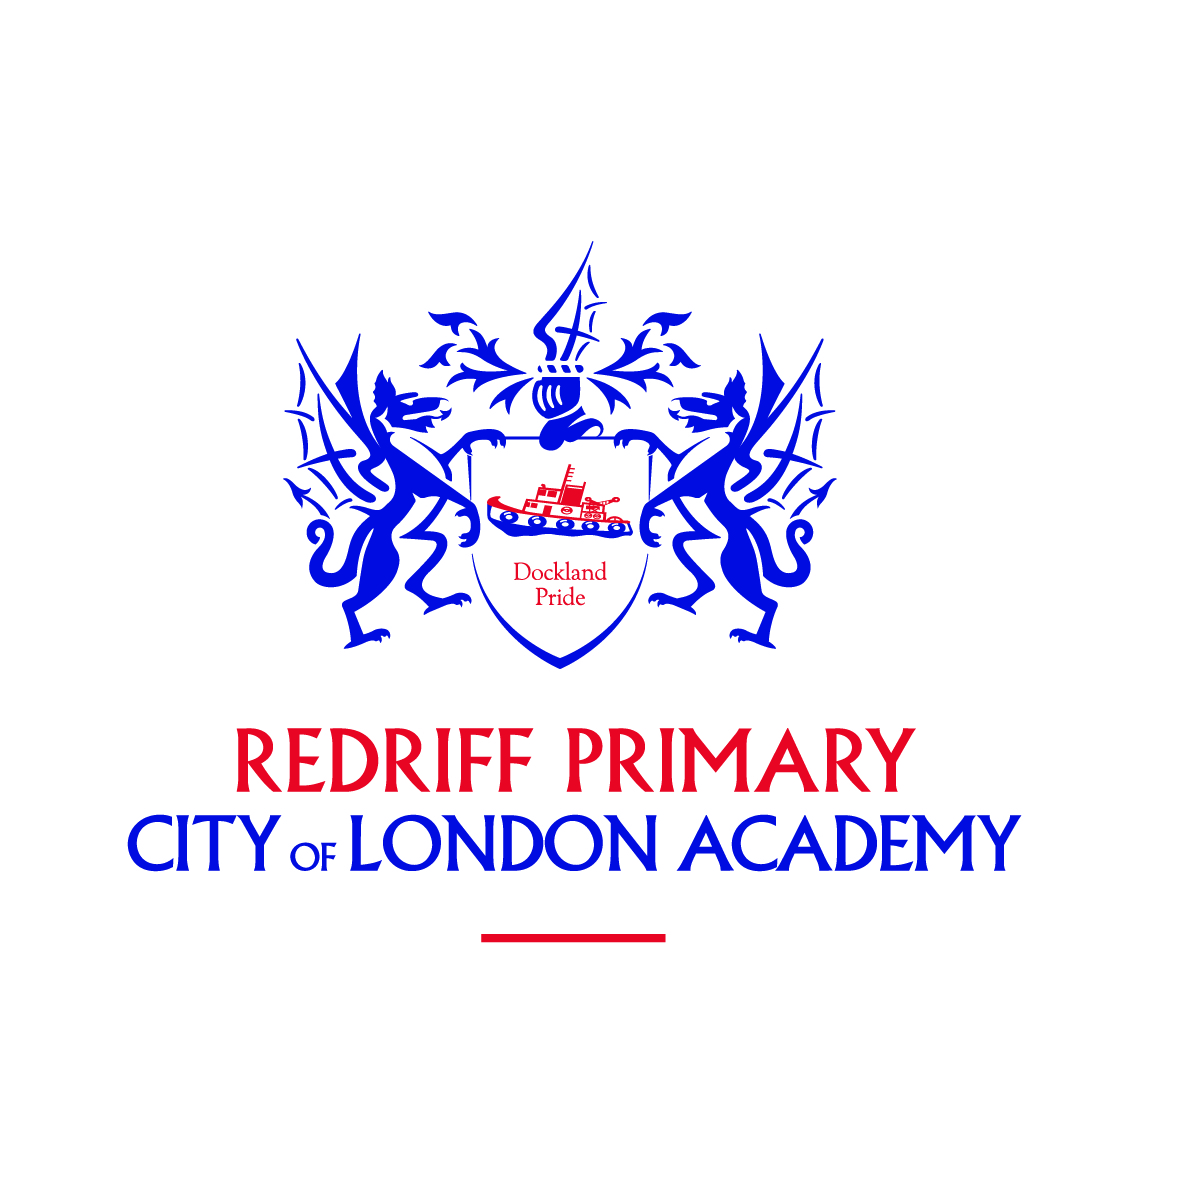 Dockland
Pride
REDRIFF PRIMARY
CITY OF LONDON ACADEMY